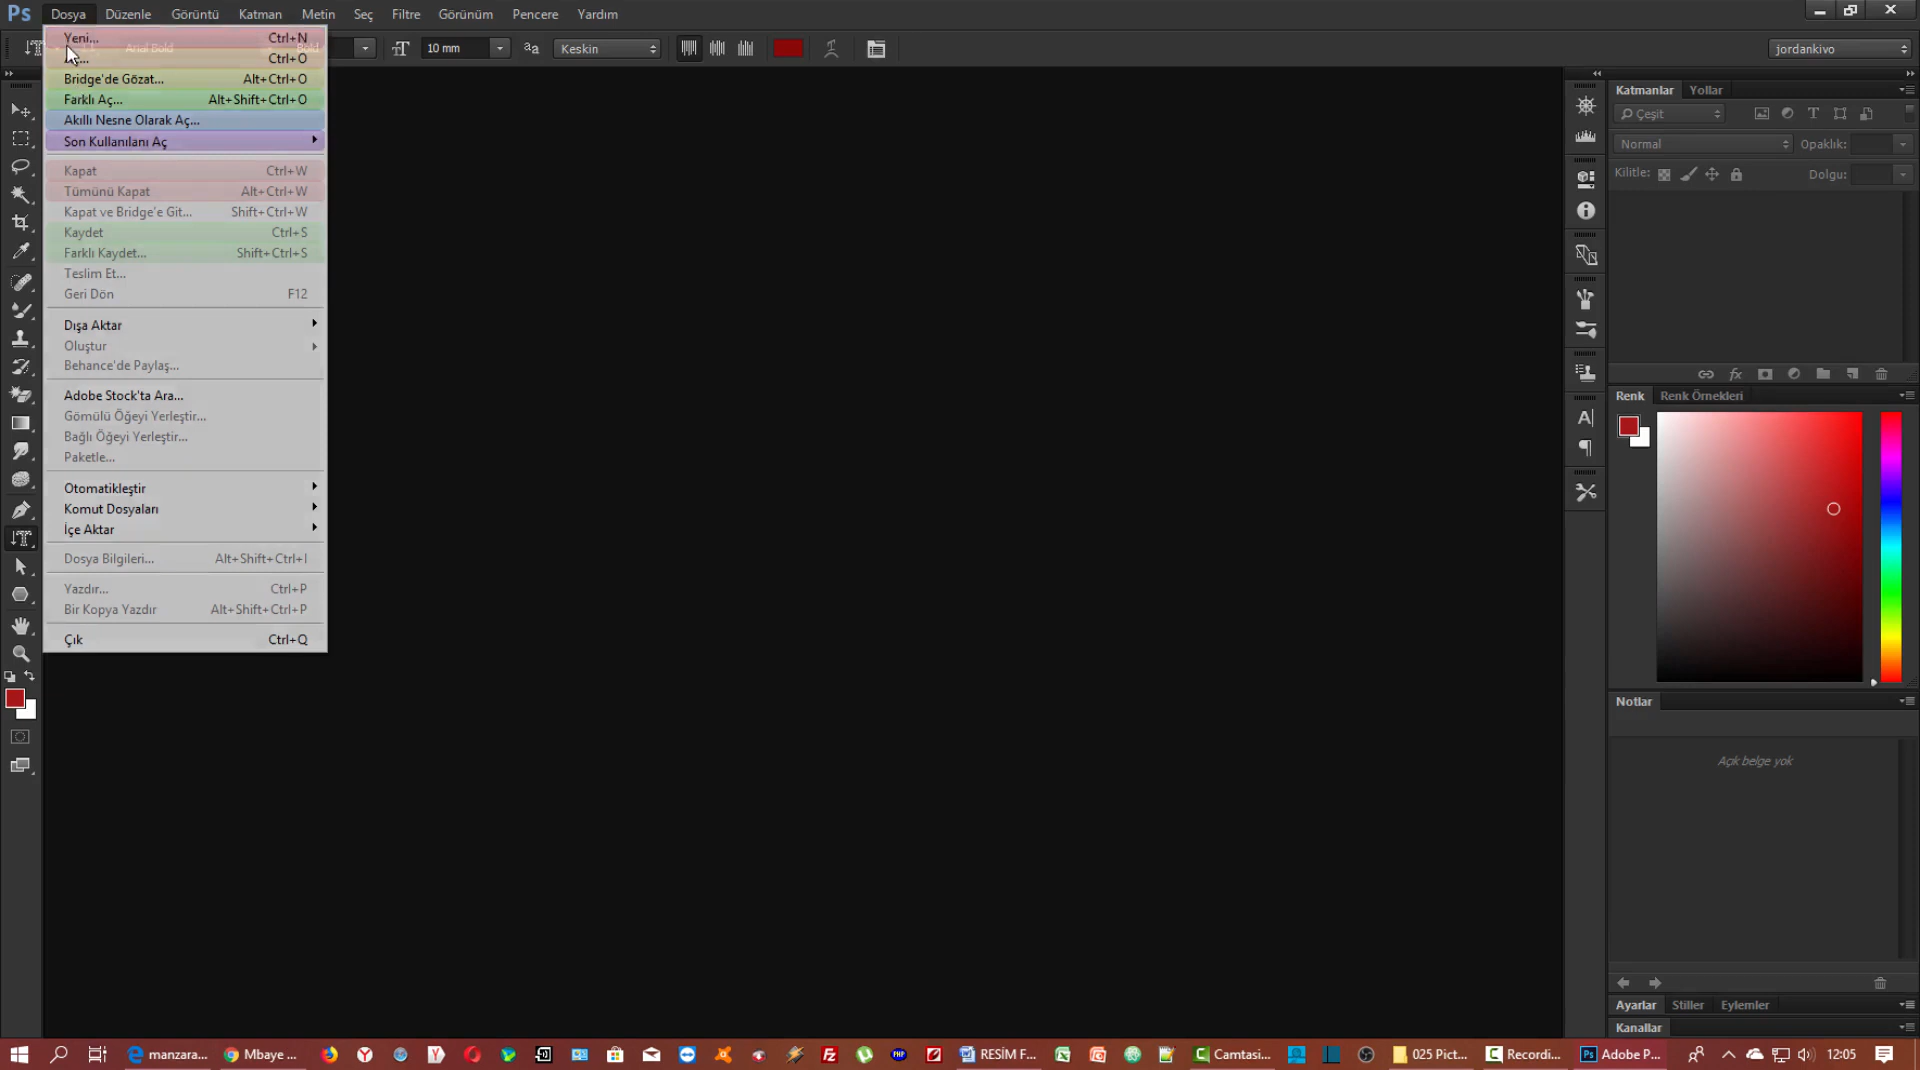 Ps Dosya Düzenle Görüntü Katman Metin Seç Filtre Görünüm Pencere Yardım
T Arial Bold Bold T 10 mm aa Keskin jordankivo
Yeni... Ctrl+N
Ctrl+O
Bridge'de Gözat... Alt+Ctrl+O
Farklı Aç... Alt+Shift+Ctrl+O
Akıllı Nesne Olarak Aç...
Son Kullanılanı Aç
Kapat Ctrl+W
Tümünü Kapat Alt+Ctrl+W
Kapat ve Bridge'e Git... Shift+Ctrl+W
Kaydet Ctrl+S
Farklı Kaydet... Shift+Ctrl+S
Teslim Et...
Geri Dön F12
Dışa Aktar
Oluştur
Behance'de Paylaş...
Adobe Stock'ta Ara...
Gömülü Öğeyi Yerleştir...
Bağlı Öğeyi Yerleştir...
Paketle...
Otomatikleştir
Komut Dosyaları
İçe Aktar
Dosya Bilgileri... Alt+Shift+Ctrl+I
Yazdır... Ctrl+P
Bir Kopya Yazdır Alt+Shift+Ctrl+P
Çık Ctrl+Q
Katmanlar Yollar
Çeşit
Normal Opaklık:
Kilitle: Dolgu:
fx
Renk Renk Örnekleri
Notlar
Açık belge yok
Ayarlar Stiller Eylemler
Kanallar
manzara... Mbaye ... RESİM F... Camtasi... 025 Pict... Recordi... Ps Adobe P... 12:05